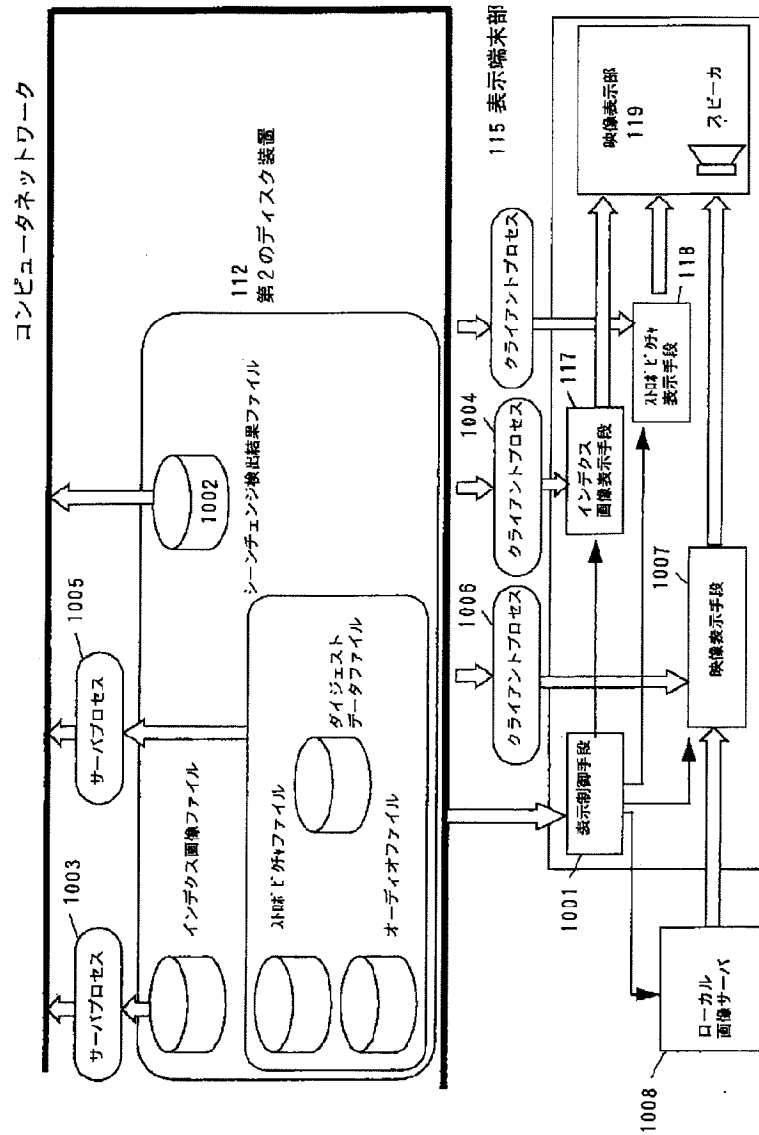 コンピュータネットワーク
1003
サーバプロセス
1005
サーバプロセス
112
第2のディスク装置
インデクス画像ファイル
1002
シーンチェンジ検出結果ファイル
ストロボピクチャファイル
ダイジェスト
データファイル
オーディオファイル
115 表示端末部
1006
クライアントプロセス
1004
クライアントプロセス
クライアントプロセス
1001
表示制御手段
117
インデクス
画像表示手段
118
ストロボピクチャ
表示手段
映像表示部
119
スピーカ
1007
映像表示手段
1008
ローカル
画像サーバ